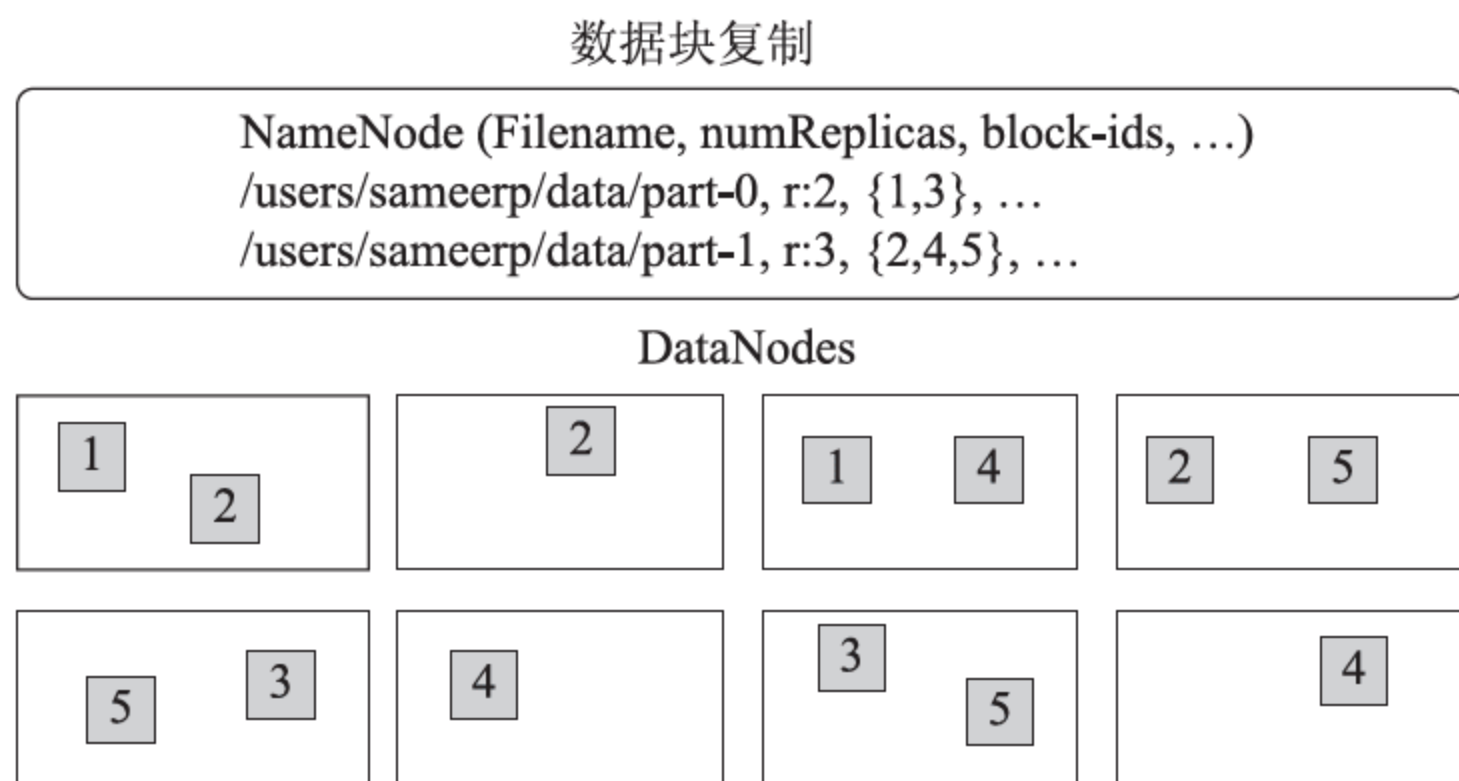 数据块复制
NameNode (Filename, numReplicas, block-ids, …)
/users/sameerp/data/part-0, r:2, {1,3}, …
/users/sameerp/data/part-1, r:3, {2,4,5}, …
DataNodes
1
2
2
1 4
2 5
5 3
4
3
5
4